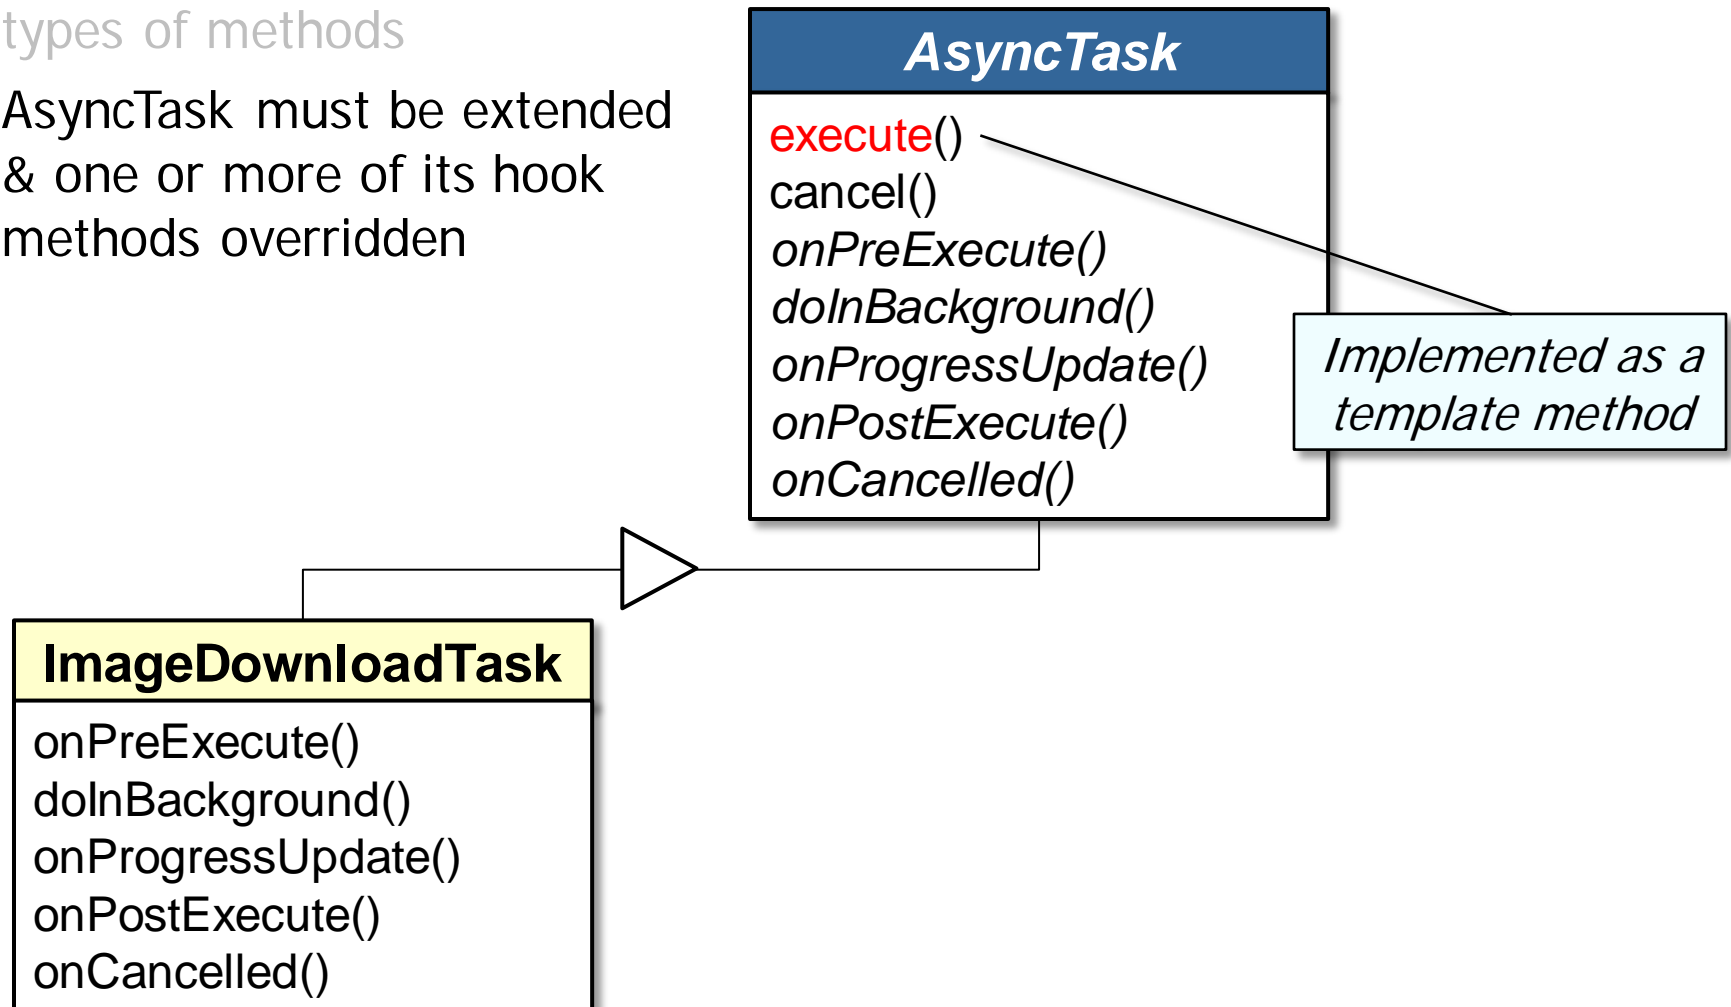 types of methods
AsyncTask must be extended
& one or more of its hook
methods overridden
AsyncTask
execute()
cancel()
onPreExecute()
doInBackground()
onProgressUpdate()
onPostExecute()
onCancelled()
Implemented as a
template method
ImageDownloadTask
onPreExecute()
doInBackground()
onProgressUpdate()
onPostExecute()
onCancelled()